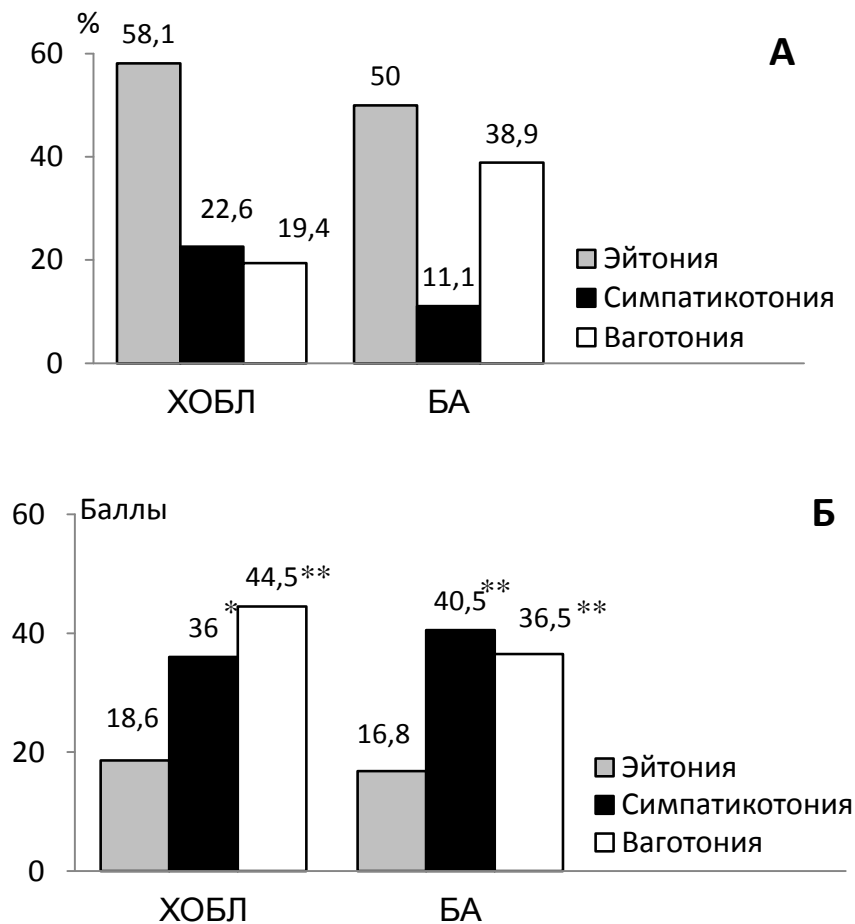 %
А
58,1
60
50
38,9
40
22,6
19,4
Эйтония
20
11,1
Симпатикотония
Ваготония
0
ХОБЛ
БА
60
Баллы
Б
44,5**
40,5**
36,5**
36*
40
18,6
16,8
20
Эйтония
Симпатикотония
Ваготония
0
ХОБЛ
БА